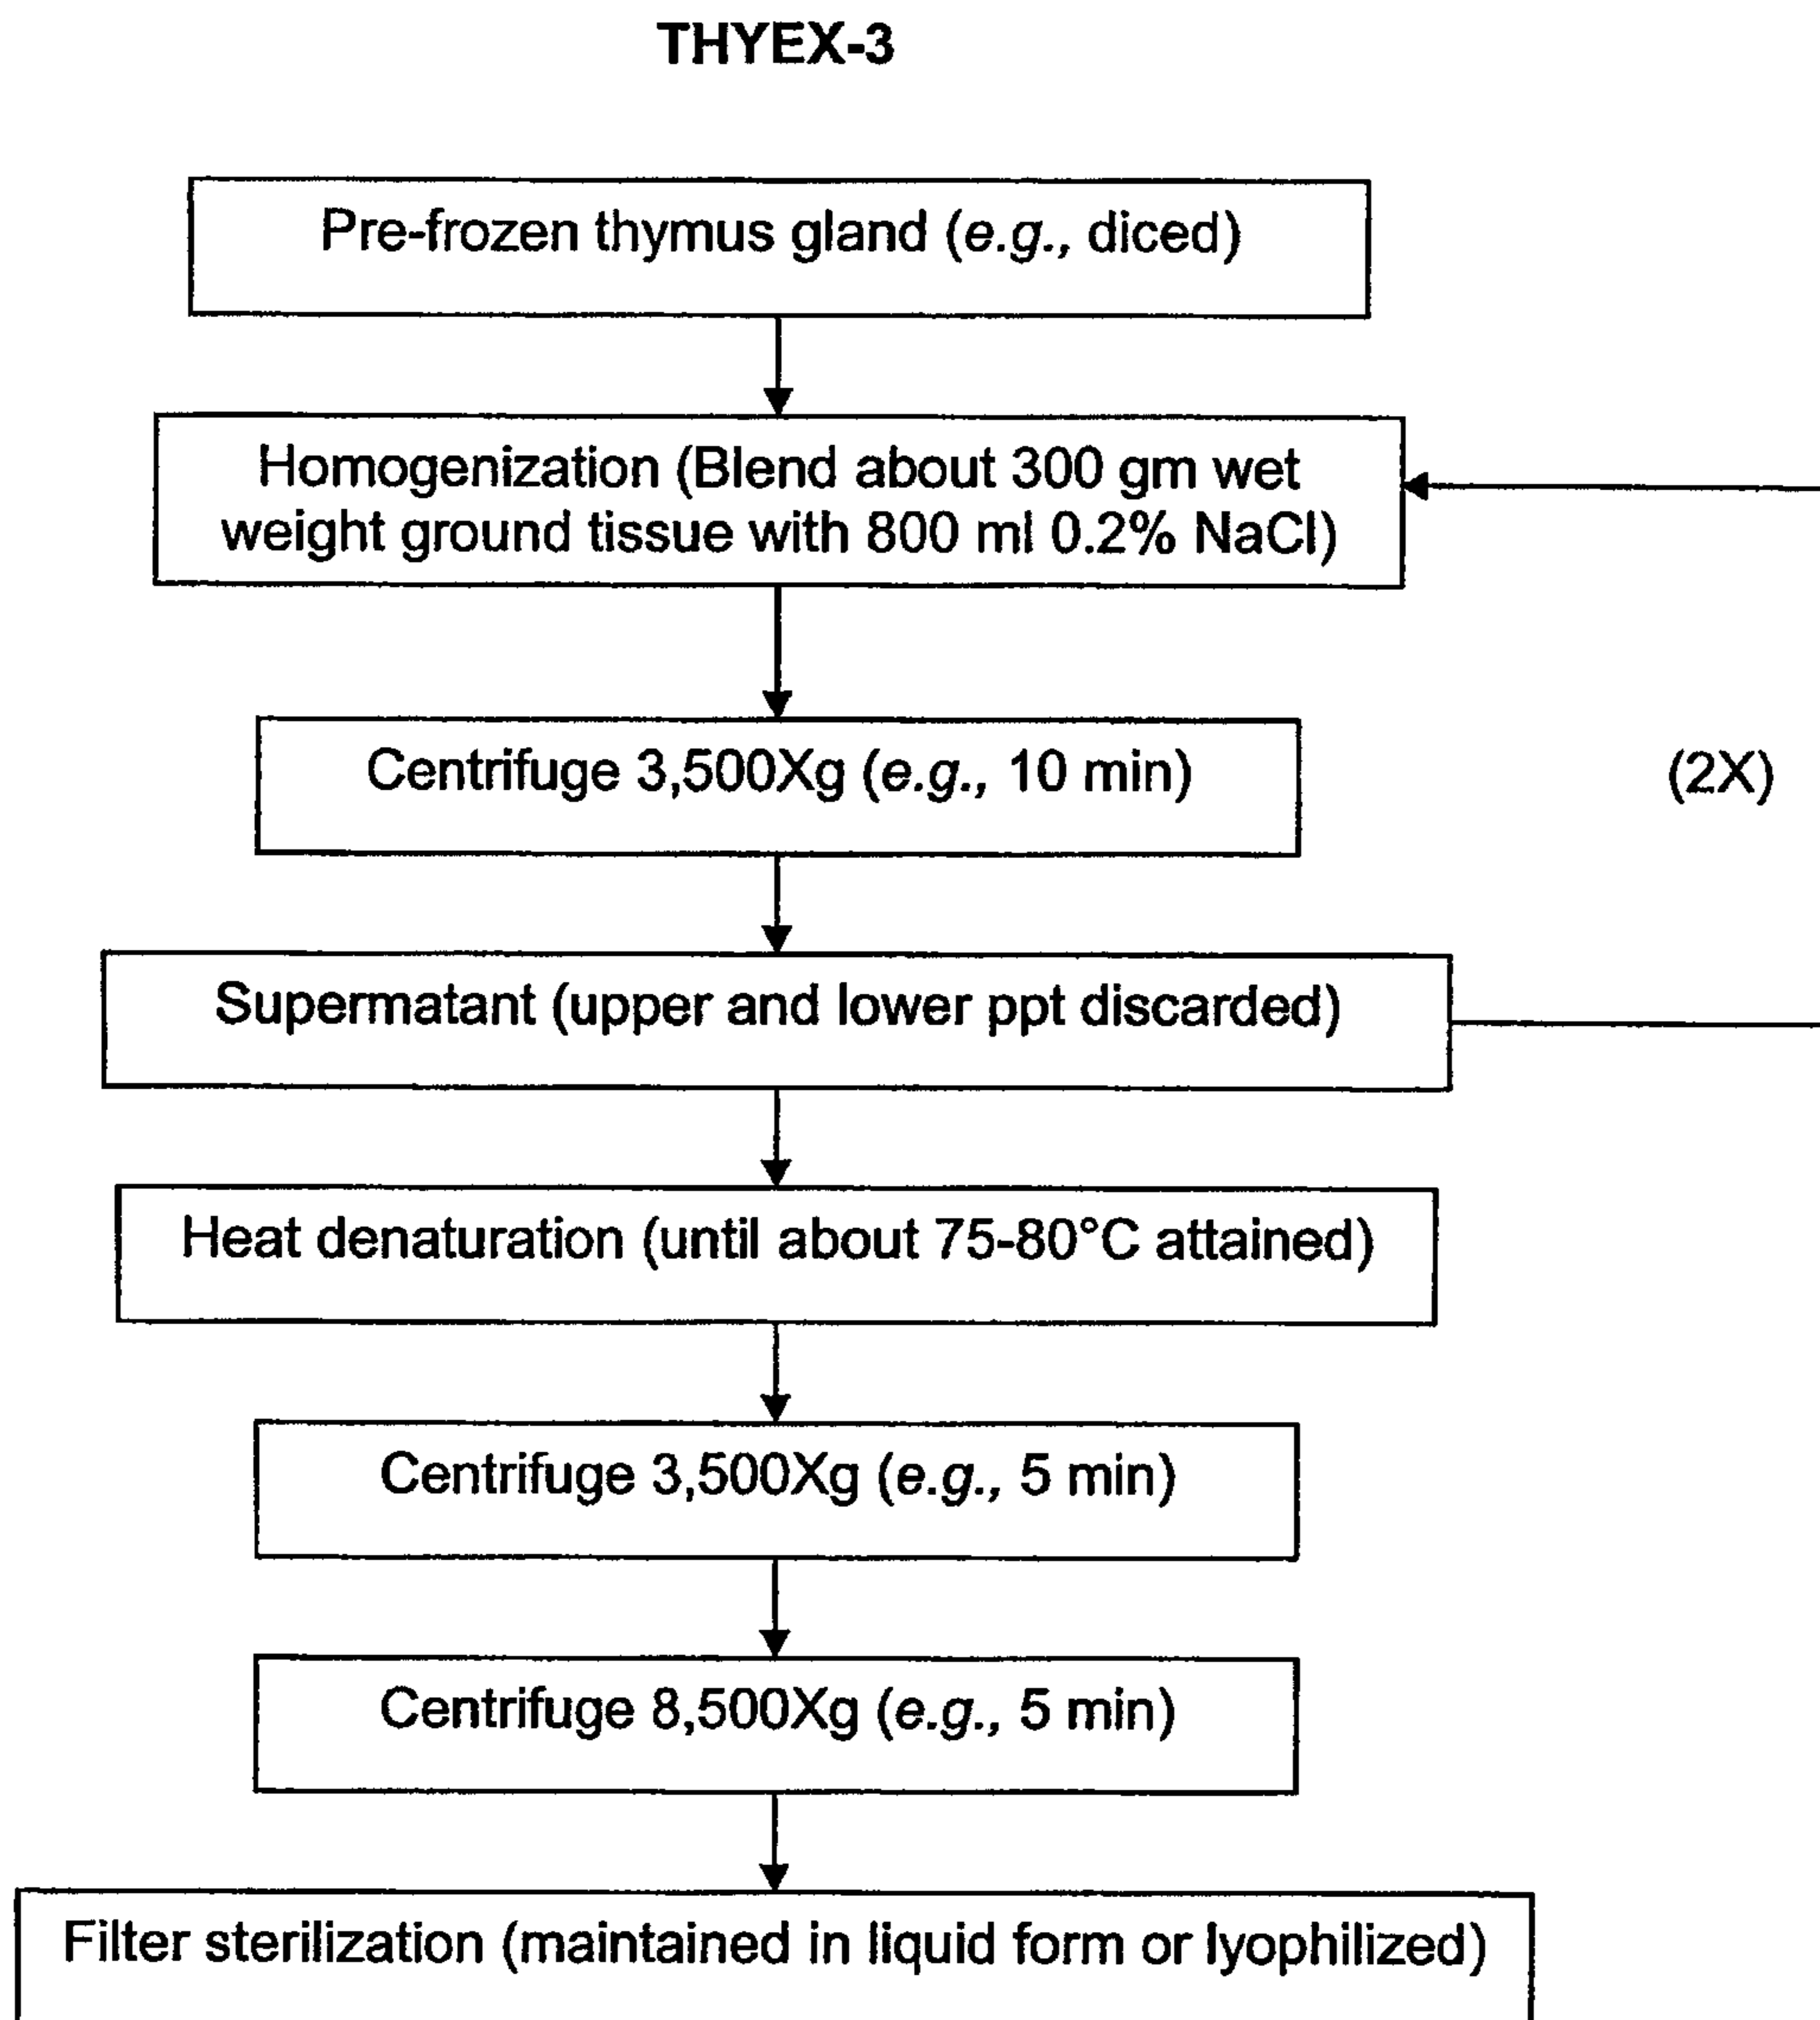 THYEX-3
Pre-frozen thymus gland (e.g., diced)
Homogenization (Blend about 300 gm wet
weight ground tissue with 800 ml 0.2% NaCl)
Centrifuge 3,500Xg (e.g., 10 min)
(2X)
Supernatant (upper and lower ppt discarded)
Heat denaturation (until about 75-80°C attained)
Centrifuge 3,500Xg (e.g., 5 min)
Centrifuge 8,500Xg (e.g., 5 min)
Filter sterilization (maintained in liquid form or lyophilized)